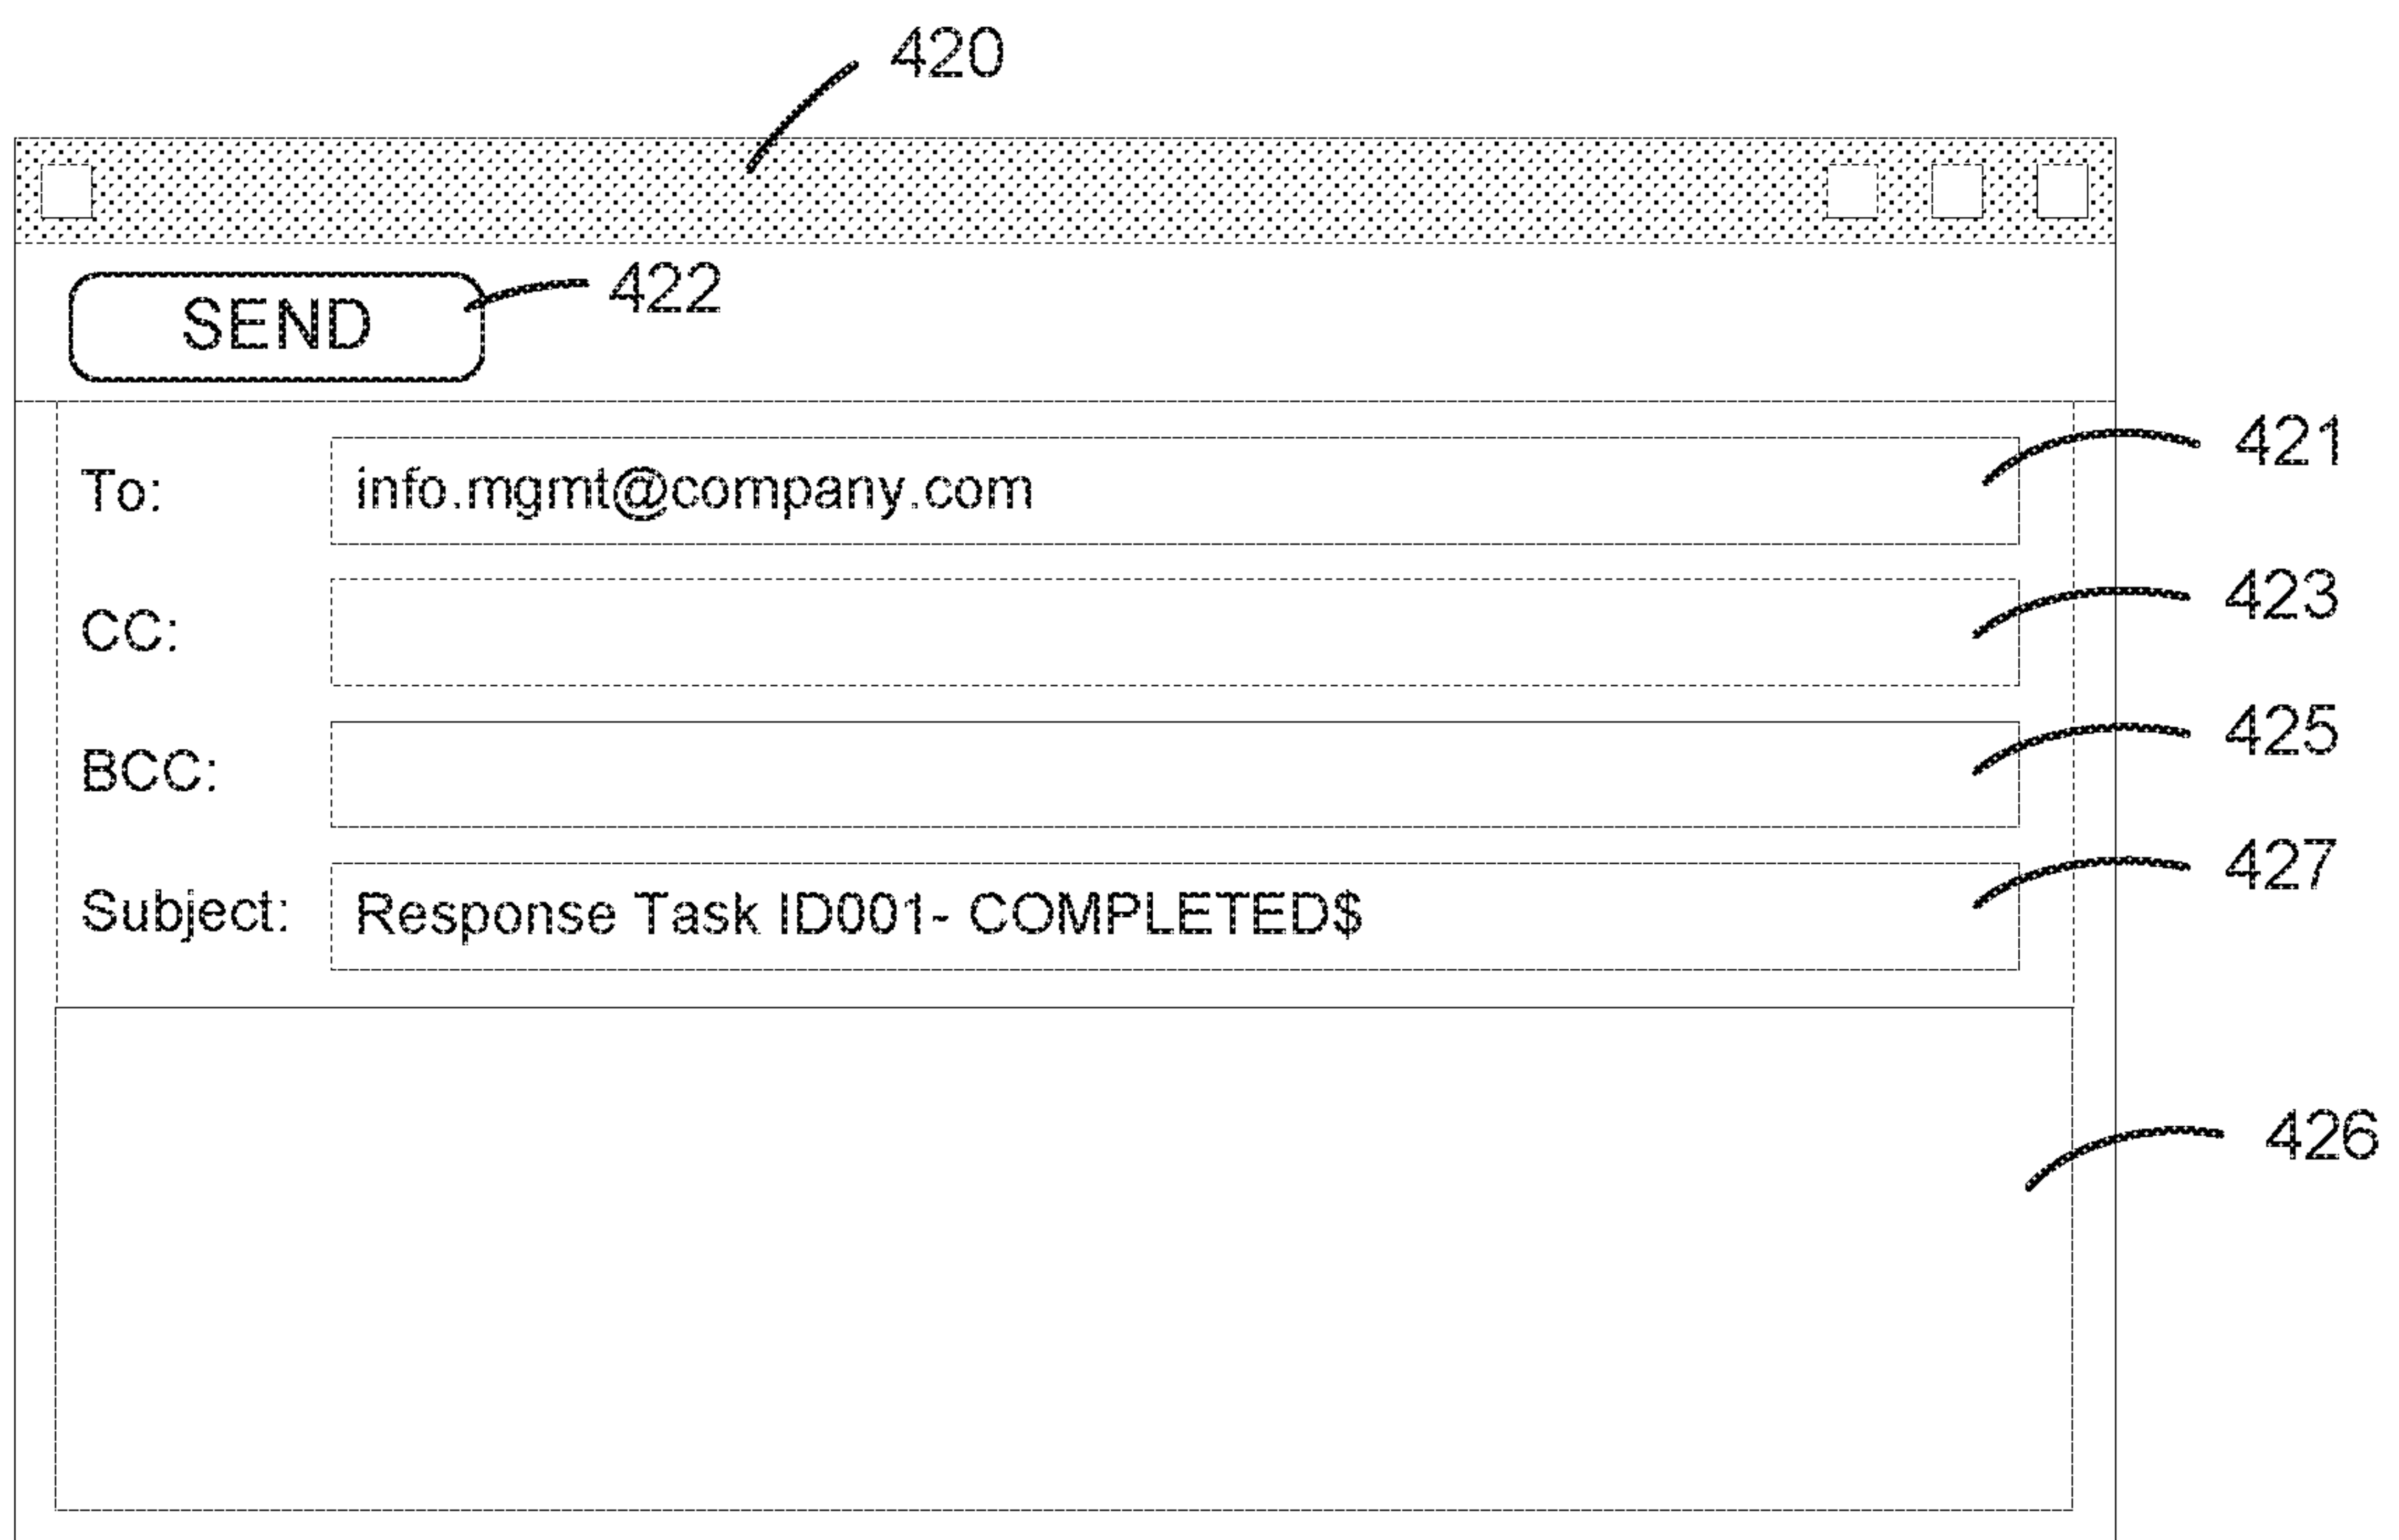 420
SEND 422
To: info.mgmt@company.com 421
CC: 423
BCC: 425
Subject: Response Task ID001- COMPLETED$ 427
426